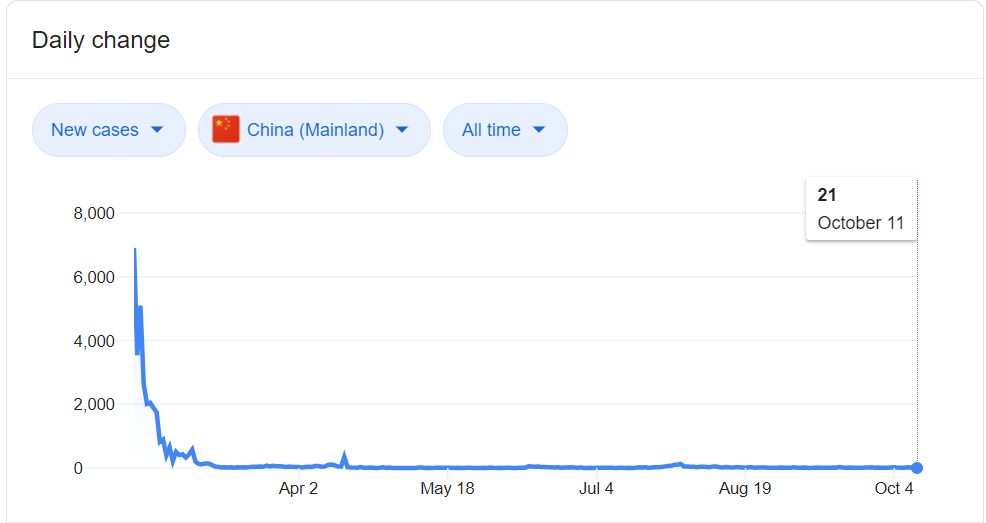 Daily change
New cases
China (Mainland)
All time
21
October 11
8,000
6,000
4,000
2,000
0
Apr 2
May 18
Jul 4
Aug 19
Oct 4